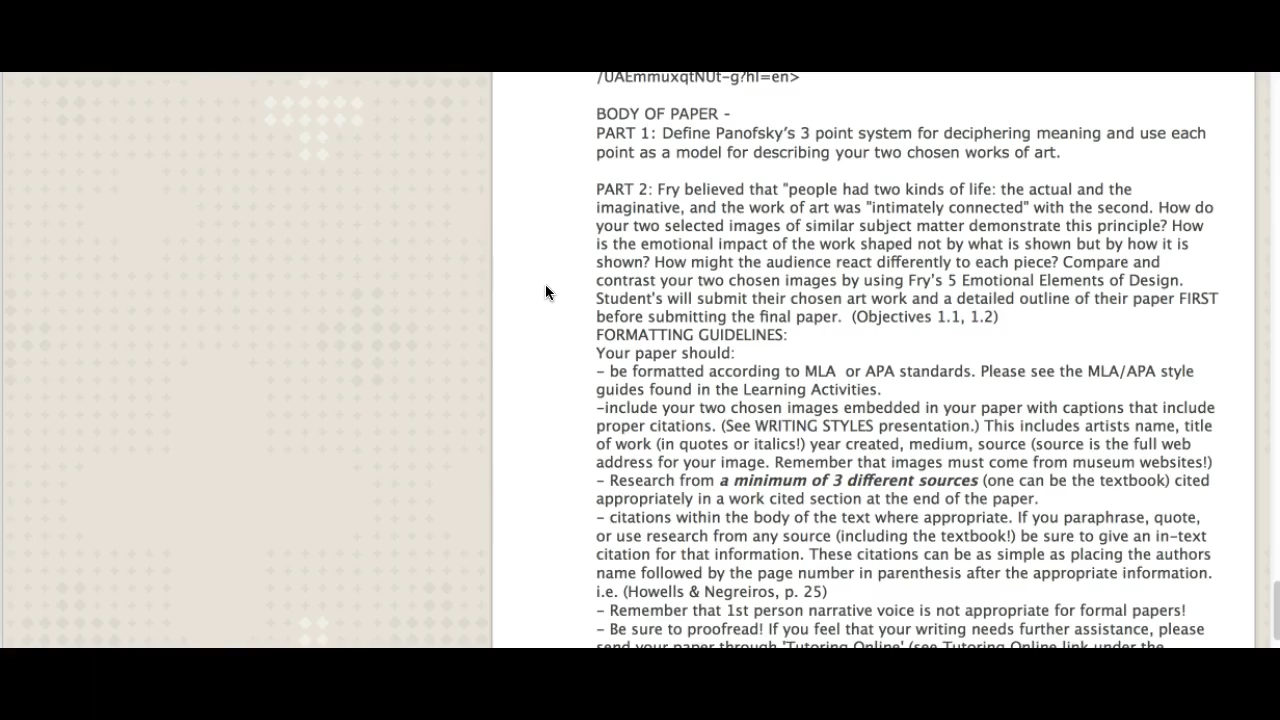 /UAEmmuxqtNUt-g?hl=en>
BODY OF PAPER -
PART 1: Define Panofsky's 3 point system for deciphering meaning and use each
point as a model for describing your two chosen works of art.
PART 2: Fry believed that "people had two kinds of life: the actual and the
imaginative, and the work of art was "intimately connected" with the second. How do
your two selected images of similar subject matter demonstrate this principle? How
is the emotional impact of the work shaped not by what is shown but by how it is
shown? How might the audience react differently to each piece? Compare and
contrast your two chosen images by using Fry's 5 Emotional Elements of Design.
Student's will submit their chosen art work and a detailed outline of their paper FIRST
before submitting the final paper.  (Objectives 1.1, 1.2)
FORMATTING GUIDELINES:
Your paper should:
- be formatted according to MLA  or APA standards. Please see the MLA/APA style
guides found in the Learning Activities.
-include your two chosen images embedded in your paper with captions that include
proper citations. (See WRITING STYLES presentation.) This includes artists name, title
of work (in quotes or italics!) year created, medium, source (source is the full web
address for your image. Remember that images must come from museum websites!)
- Research from a minimum of 3 different sources (one can be the textbook) cited
appropriately in a work cited section at the end of the paper.
- citations within the body of the text where appropriate. If you paraphrase, quote,
or use research from any source (including the textbook!) be sure to give an in-text
citation for that information. These citations can be as simple as placing the authors
name followed by the page number in parenthesis after the appropriate information.
i.e. (Howells & Negreiros, p. 25)
- Remember that 1st person narrative voice is not appropriate for formal papers!
- Be sure to proofread! If you feel that your writing needs further assistance, please
send your paper through 'Tutoring Online' (see Tutoring Online link under the